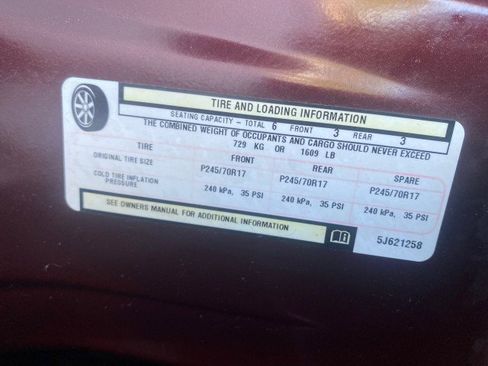 TIRE AND LOADING INFORMATION
SEATING CAPACITY - TOTAL 6 FRONT 3 REAR 3
THE COMBINED WEIGHT OF OCCUPANTS AND CARGO SHOULD NEVER EXCEED
729 KG OR 1609 LB
TIRE FRONT REAR SPARE
ORIGINAL TIRE SIZE P245/70R17 P245/70R17 P245/70R17
COLD TIRE INFLATION
PRESSURE 240 kPa, 35 PSI 240 kPa, 35 PSI 240 kPa, 35 PSI
SEE OWNERS MANUAL FOR ADDITIONAL INFORMATION
5J621258